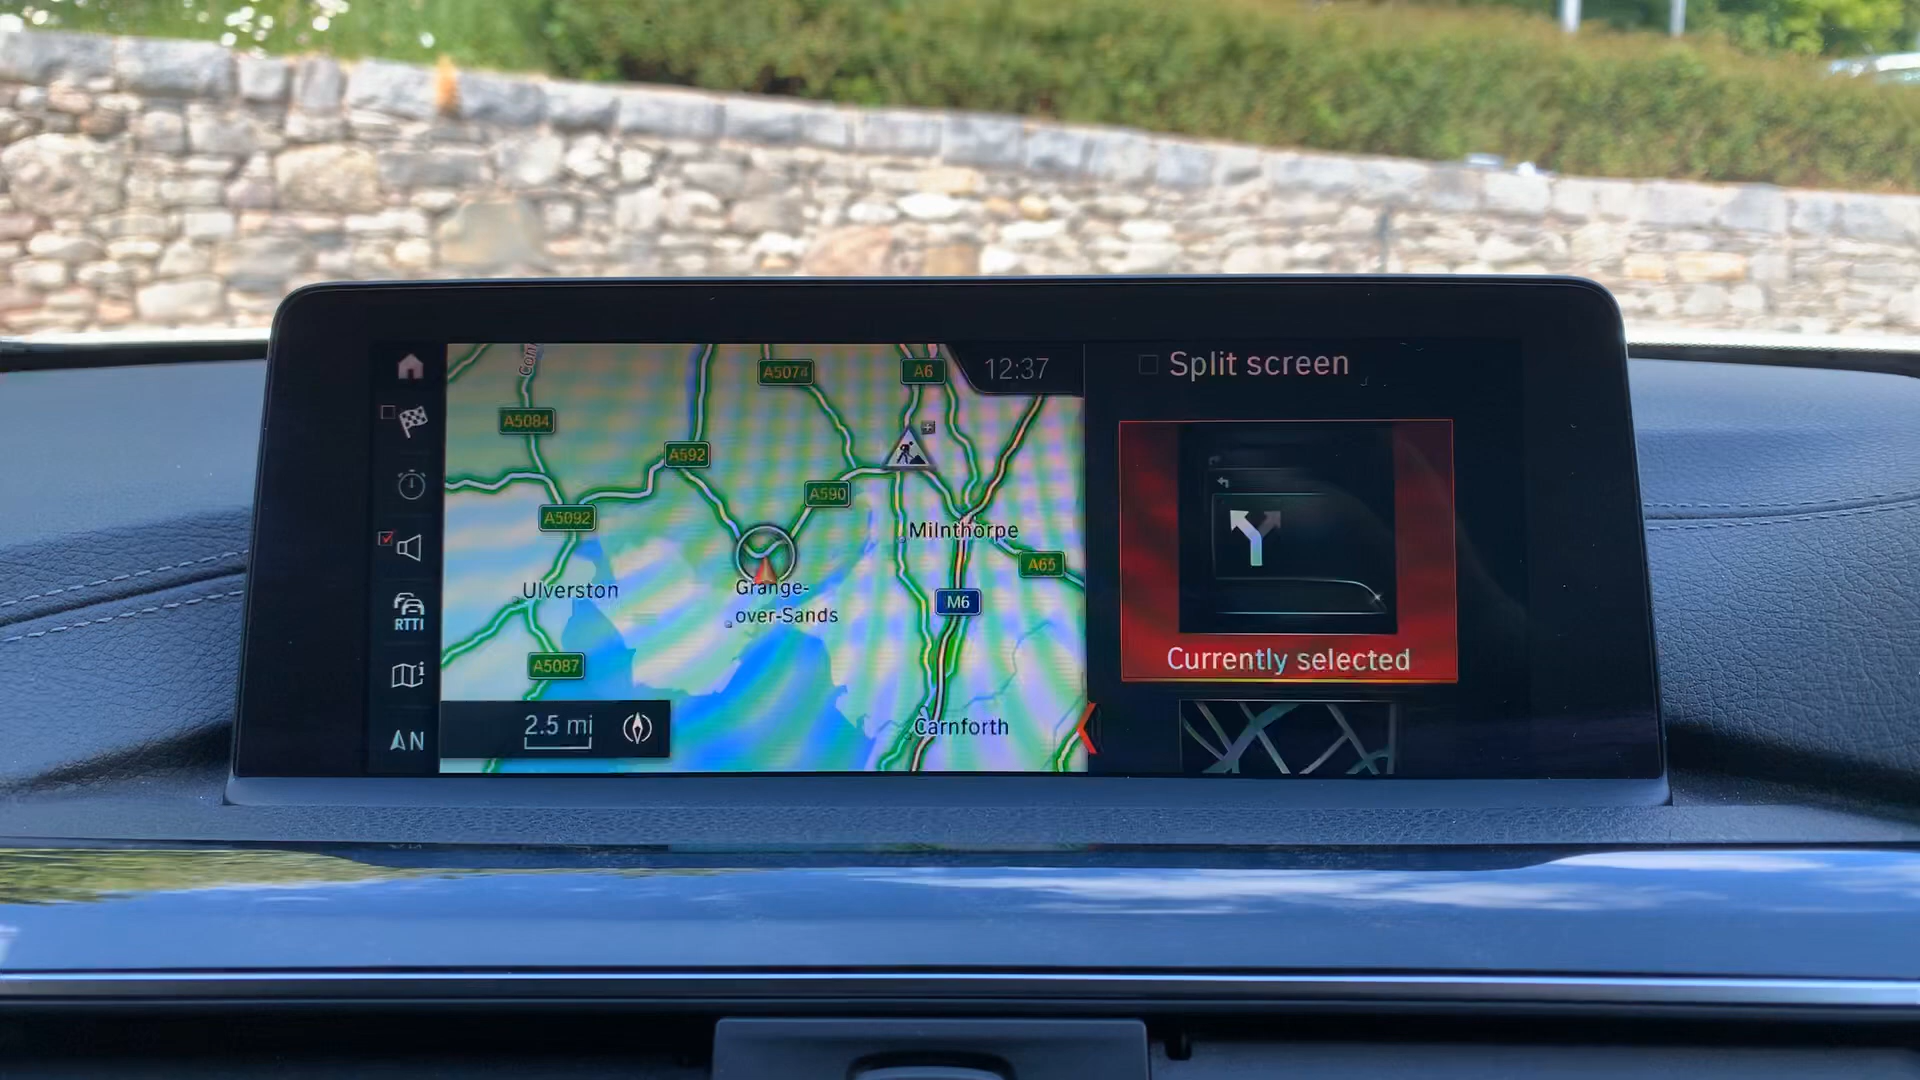 A5074
A6
12:37
Split screen
A5084
A592
A590
A5092
Milnthorpe
A65
Ulverston
Grange-
over-Sands
M6
RTTI
A5087
Currently selected
2.5 mi
Carnforth
N